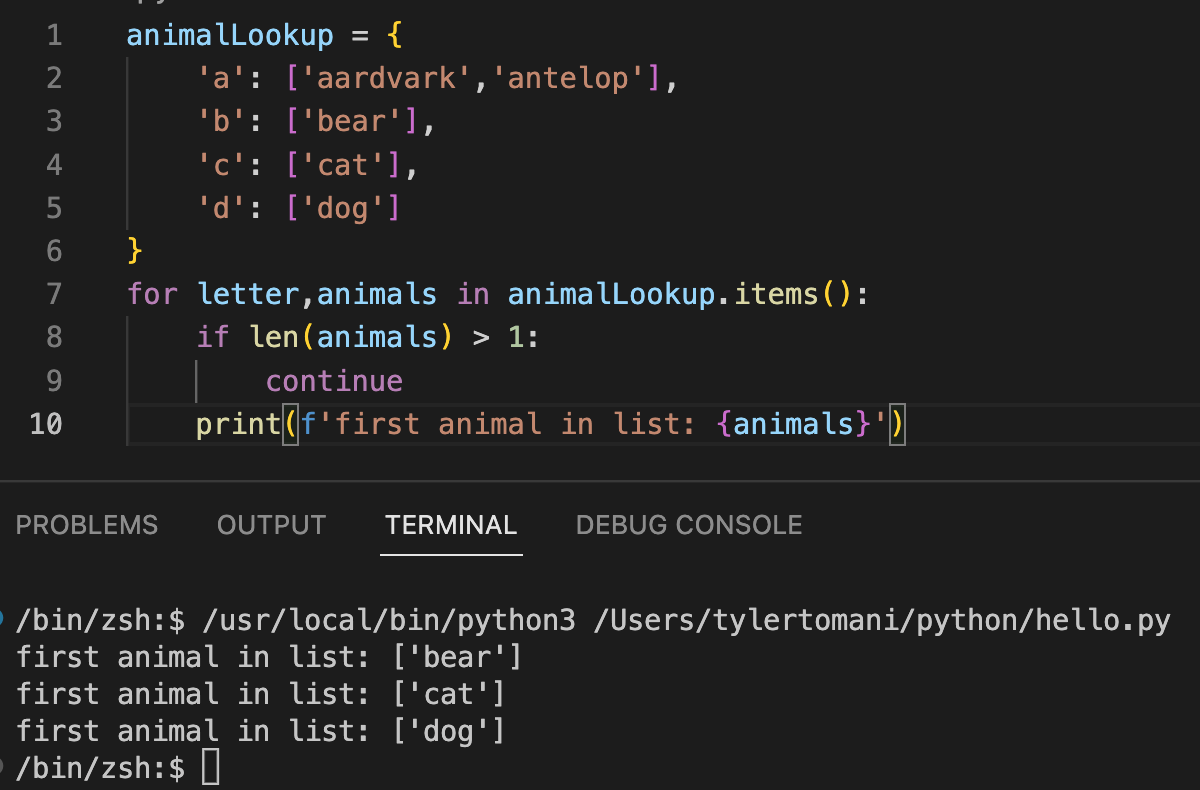 1 animalLookup = {
2 'a': ['aardvark','antelop'],
3 'b': ['bear'],
4 'c': ['cat'],
5 'd': ['dog']
6 }
7 for letter,animals in animalLookup.items():
8 if len(animals) > 1:
9 continue
10 print(f'first animal in list: {animals}')
PROBLEMS OUTPUT TERMINAL DEBUG CONSOLE
/bin/zsh:$ /usr/local/bin/python3 /Users/tylertomani/python/hello.py
first animal in list: ['bear']
first animal in list: ['cat']
first animal in list: ['dog']
/bin/zsh:$